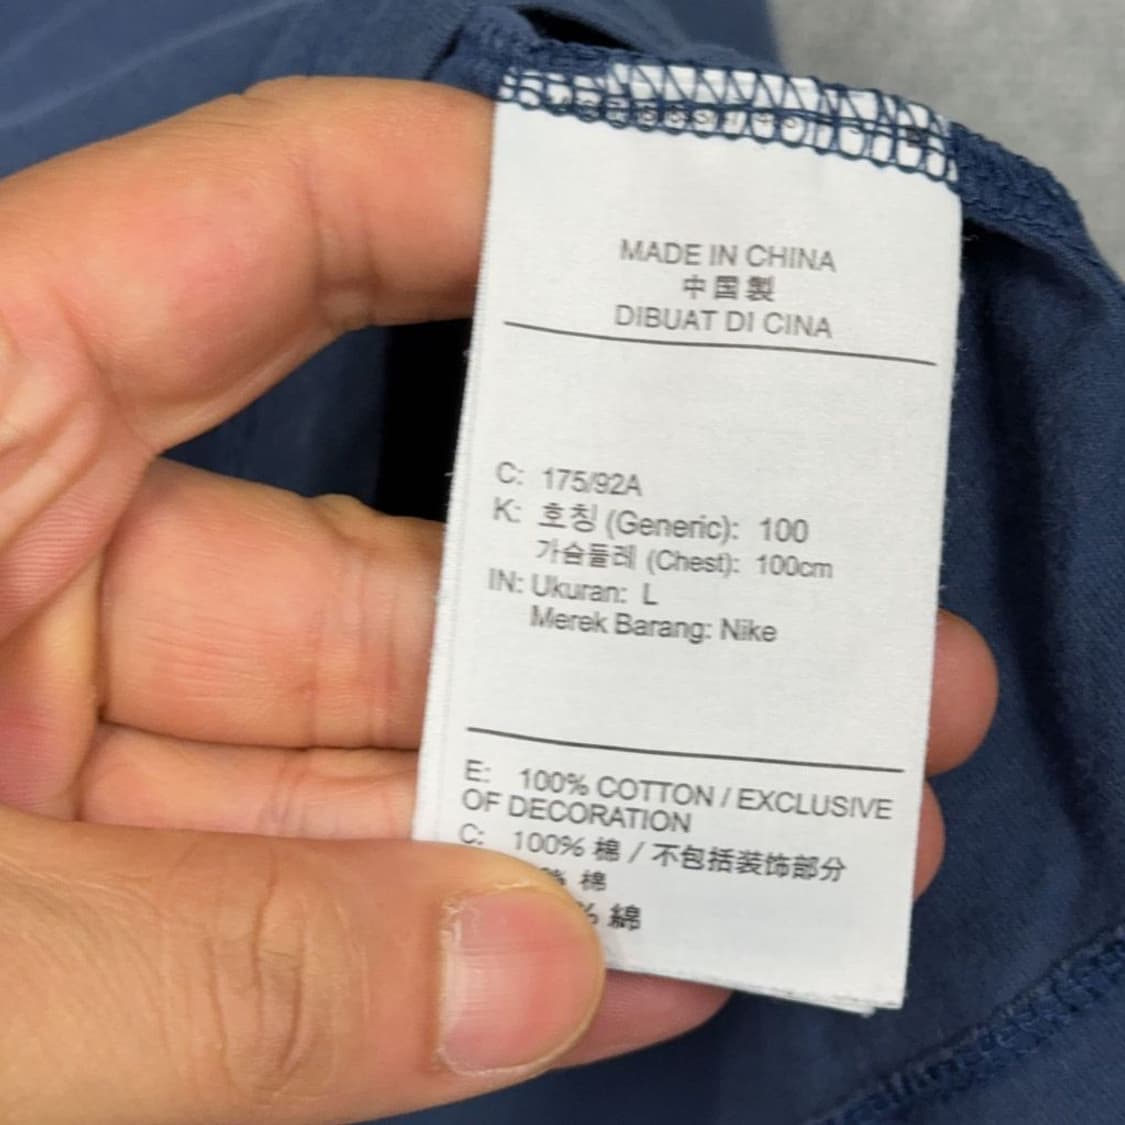 MADE IN CHINA
中国製
DIBUAT DI CINA
C: 175/92A
K: 호칭 (Generic): 100
가슴둘레 (Chest): 100cm
IN: Ukuran: L
Merek Barang: Nike
E: 100% COTTON / EXCLUSIVE
OF DECORATION
C: 100% 棉 / 不包括装饰部分
% 棉
% 綿